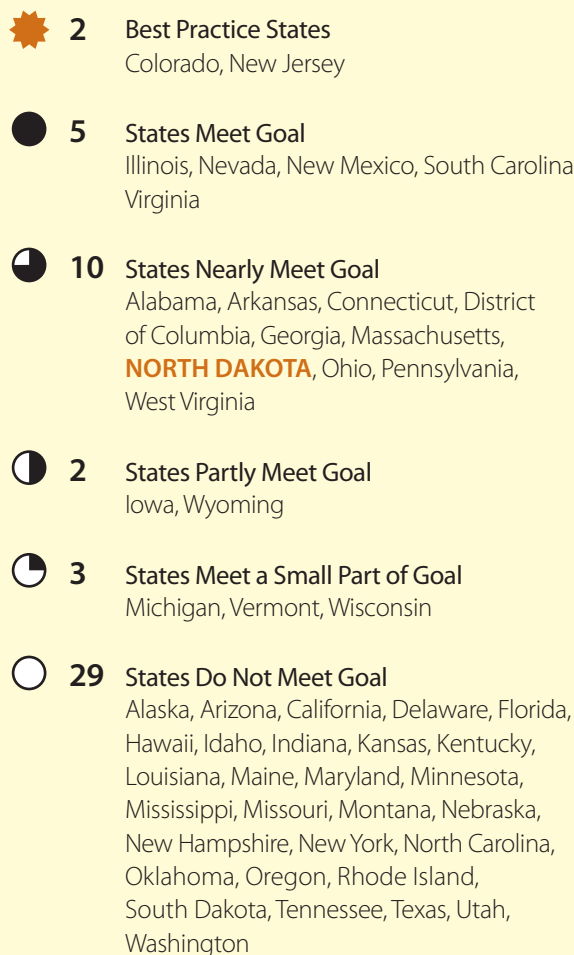 2 Best Practice States
Colorado, New Jersey
5 States Meet Goal
Illinois, Nevada, New Mexico, South Carolina
Virginia
10 States Nearly Meet Goal
Alabama, Arkansas, Connecticut, District
of Columbia, Georgia, Massachusetts,
NORTH DAKOTA, Ohio, Pennsylvania,
West Virginia
2 States Partly Meet Goal
Iowa, Wyoming
3 States Meet a Small Part of Goal
Michigan, Vermont, Wisconsin
29 States Do Not Meet Goal
Alaska, Arizona, California, Delaware, Florida,
Hawaii, Idaho, Indiana, Kansas, Kentucky,
Louisiana, Maine, Maryland, Minnesota,
Mississippi, Missouri, Montana, Nebraska,
New Hampshire, New York, North Carolina,
Oklahoma, Oregon, Rhode Island,
South Dakota, Tennessee, Texas, Utah,
Washington